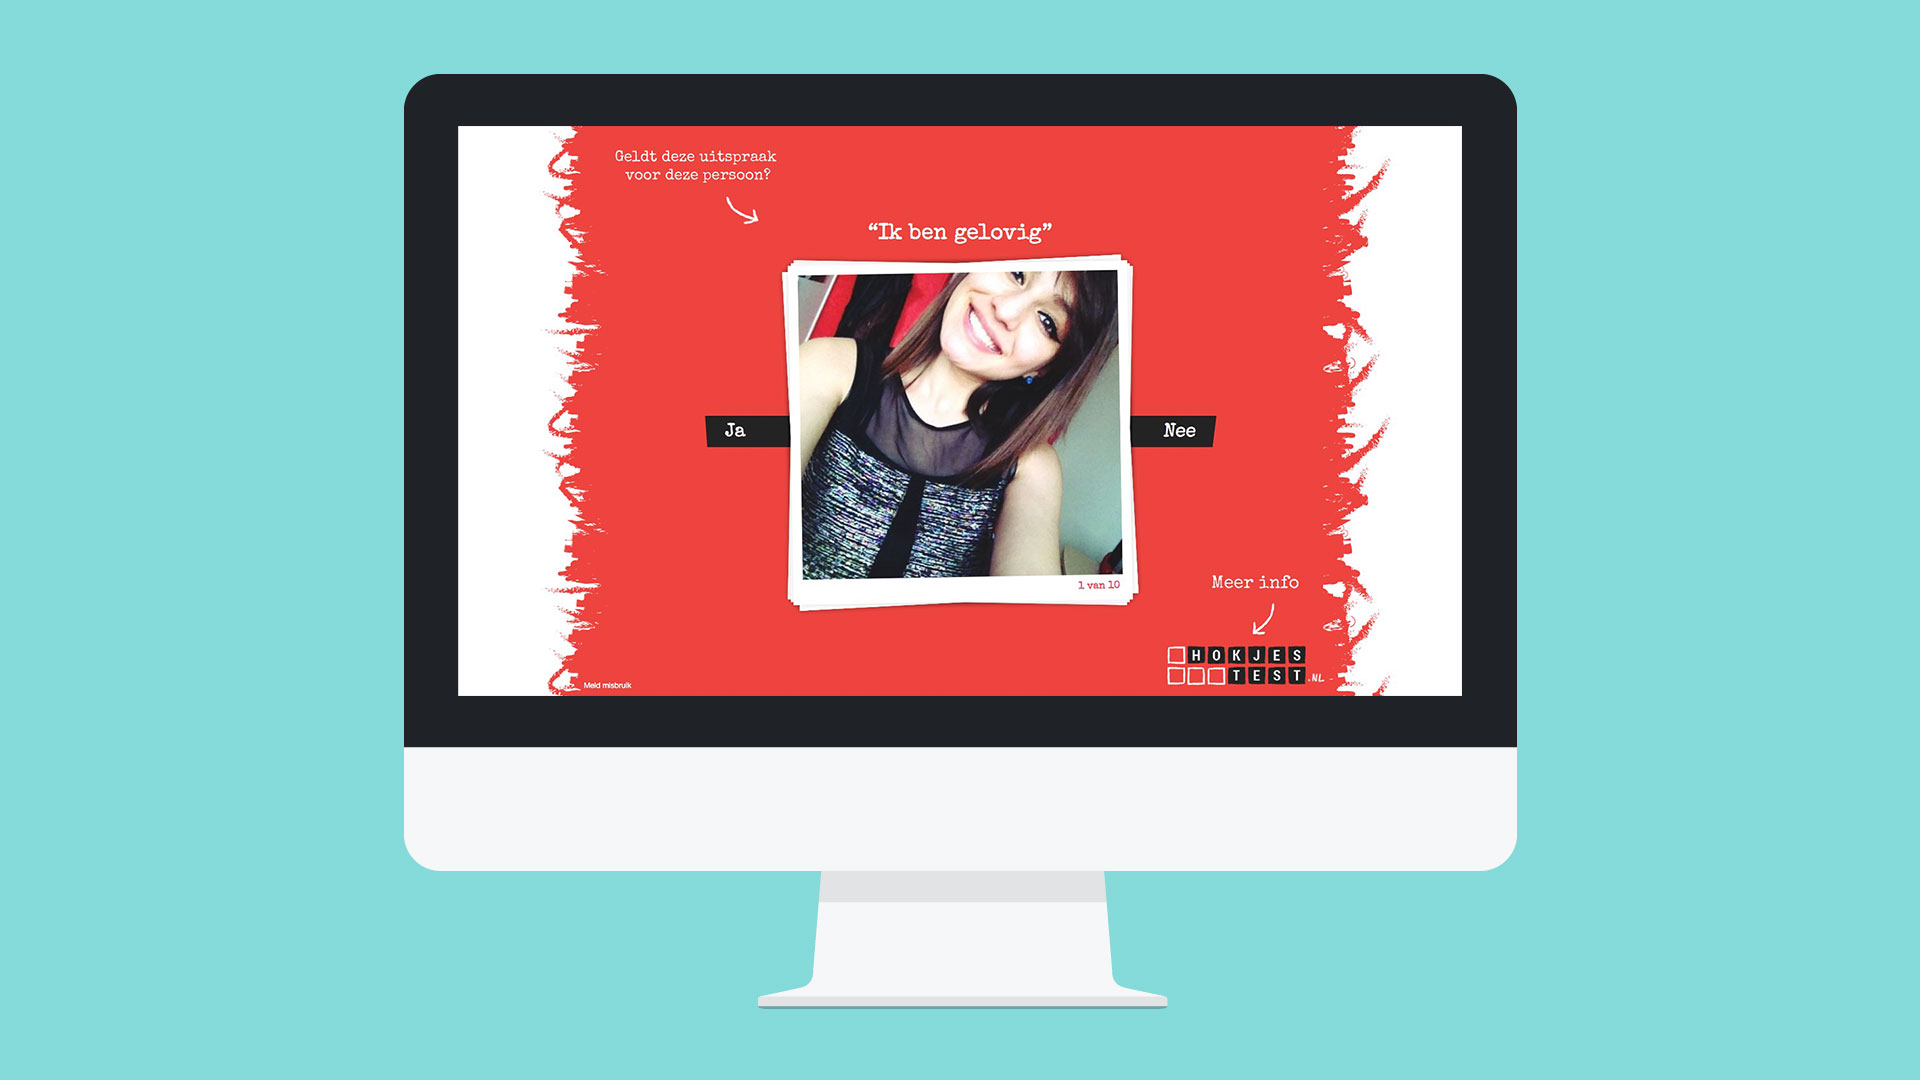 Geldt deze uitspraak
voor deze persoon?
“Ik ben gelovig”
Ja
Nee
1 van 10
Meer info
HOKJES
TEST.NL
Meld misbruik